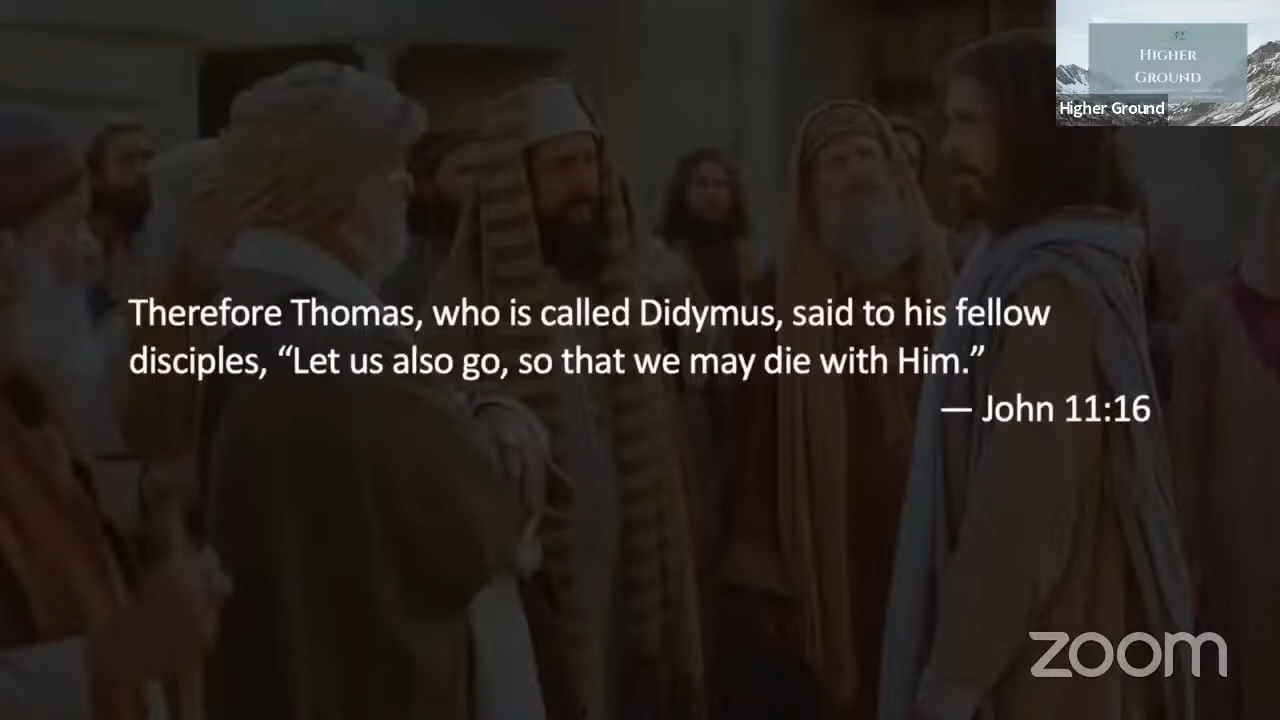 HIGHER
GROUND
Higher Ground
Therefore Thomas, who is called Didymus, said to his fellow
disciples, “Let us also go, so that we may die with Him.”
— John 11:16
zoom